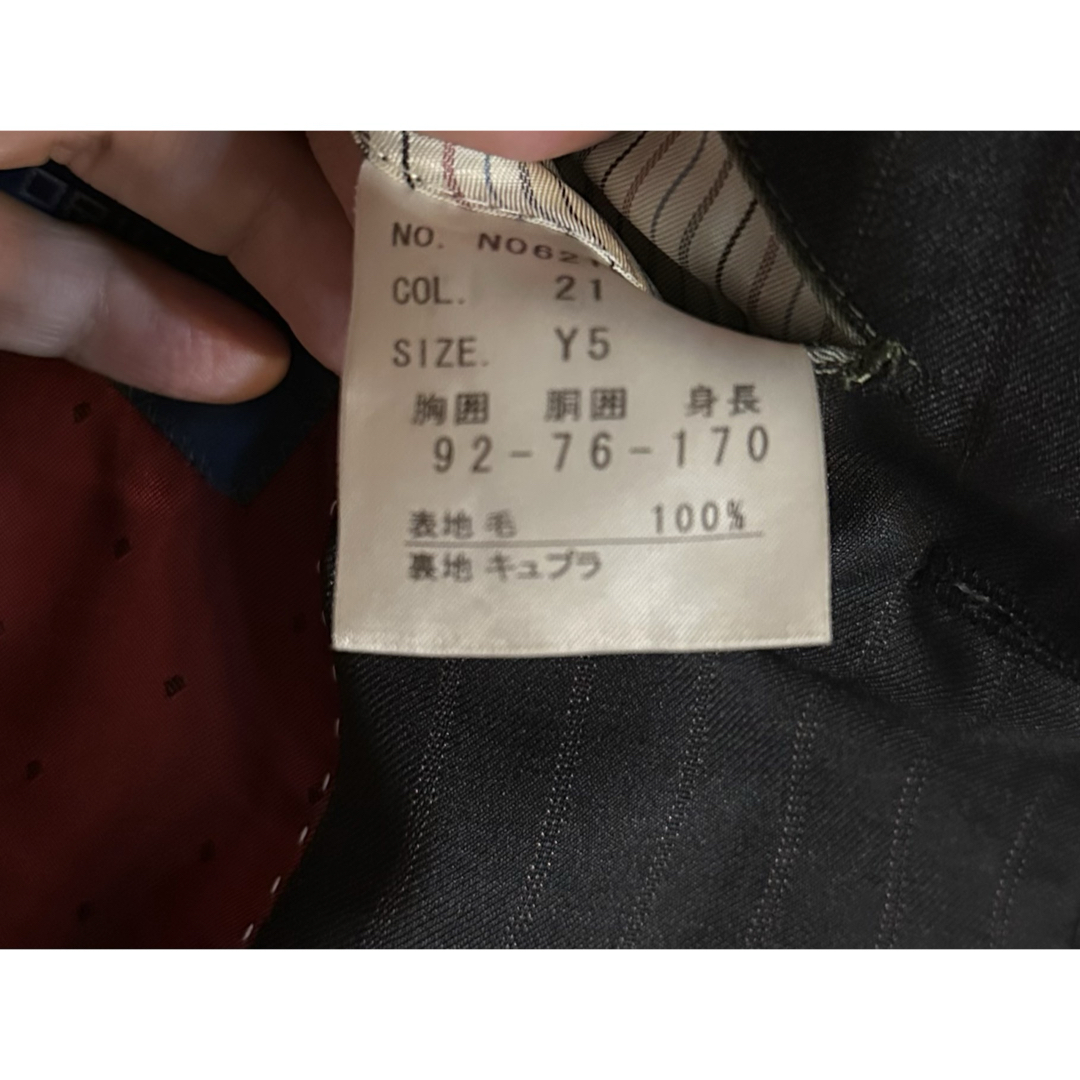 NO. N062
COL. 21
SIZE. Y5
胸囲 胴囲 身長
92-76-170
表地 毛 100%
裏地 キュプラ